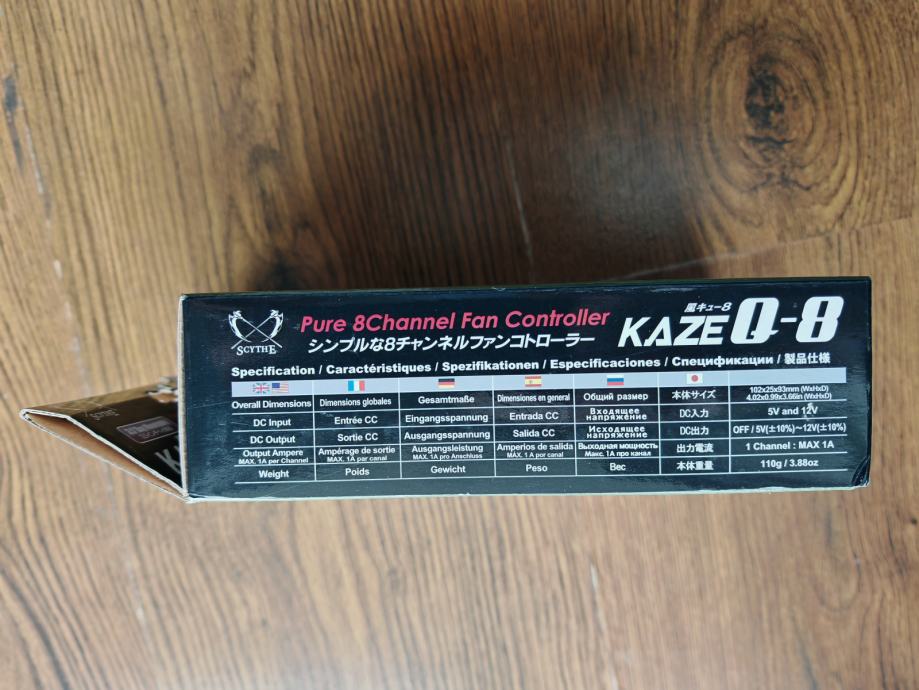 SCYTHE
Pure 8Channel Fan Controller
シンプルな8チャンネルファンコトローラー
風キュー8
KAZE Q-8
Specification / Caractéristiques / Spezifikationen / Especificaciones / Спецификации / 製品仕様
Overall Dimensions Dimensions globales Gesamtmaße Dimensiones en general Общий размер 本体サイズ 102x25x93mm (WxHxD)
4.02x0.99x3.66in (WxHxD)
DC Input Entrée CC Eingangsspannung Entrada CC Входящее напряжение DC入力 5V and 12V
DC Output Sortie CC Ausgangsspannung Salida CC Исходящее напряжение DC出力 OFF / 5V(±10%)~12V(±10%)
Output Ampere Ampérage de sortie Ausgangsleistung Amperios de salida Выходная мощность 出力電流 1 Channel : MAX 1A
MAX. 1A per Channel MAX. 1A par canal MAX. 1A pro Anschluss MAX. 1A por canal Макс. 1A про канал
Weight Poids Gewicht Peso Вес 本体重量 110g / 3.88oz